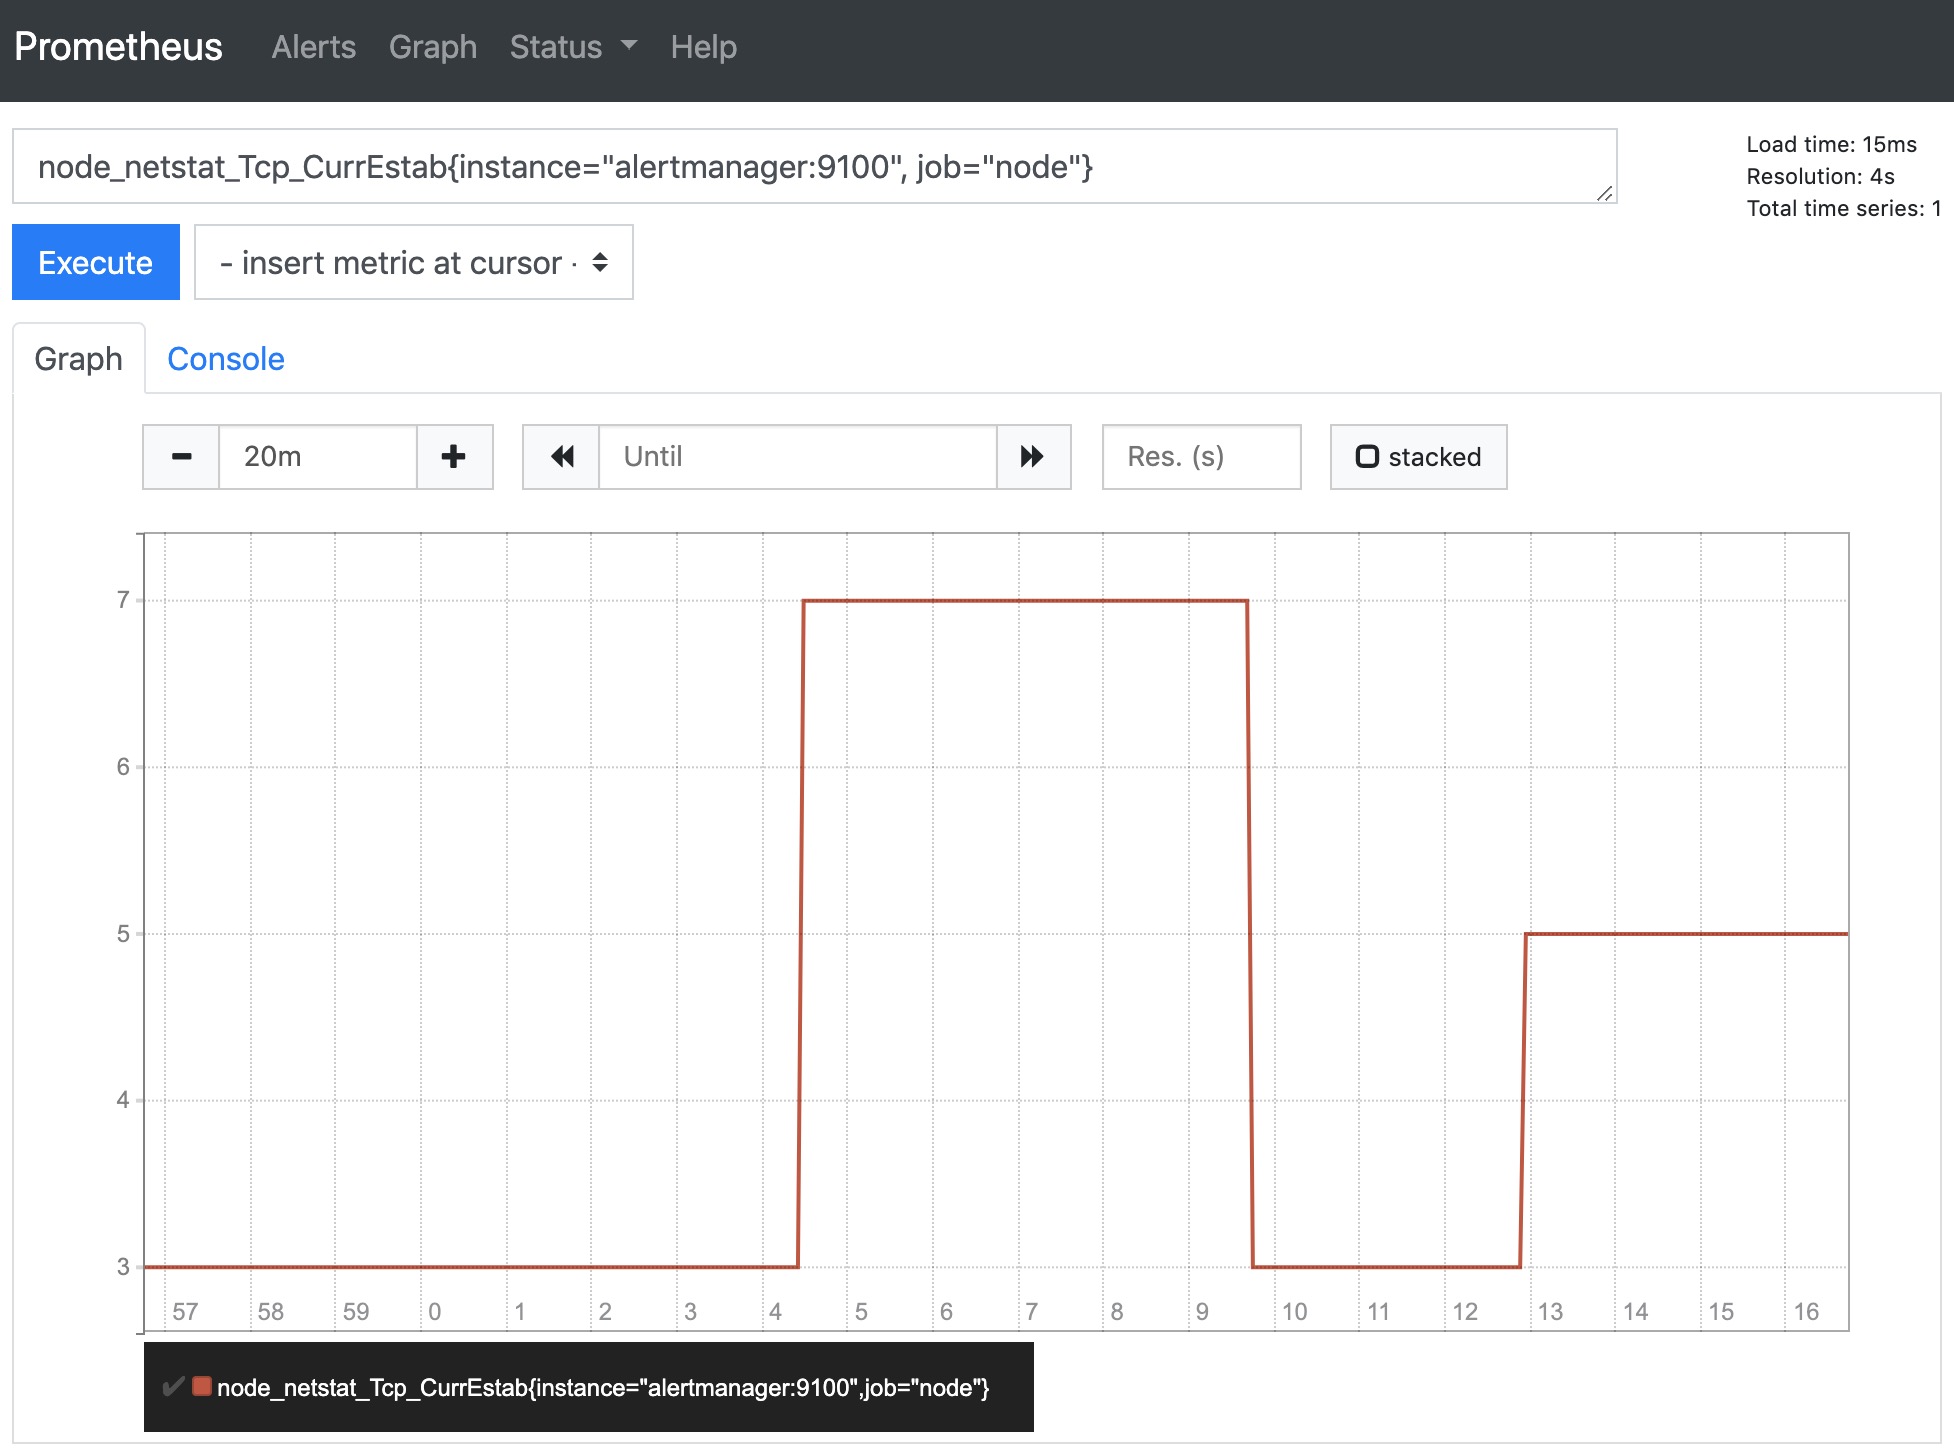 Prometheus Alerts Graph Status Help
node_netstat_Tcp_CurrEstab{instance="alertmanager:9100", job="node"}
Load time: 15ms
Resolution: 4s
Total time series: 1
Execute
- insert metric at cursor -
Graph Console
20m
Until
Res. (s)
stacked
7
6
5
4
3
57 58 59 0 1 2 3 4 5 6 7 8 9 10 11 12 13 14 15 16
node_netstat_Tcp_CurrEstab{instance="alertmanager:9100",job="node"}